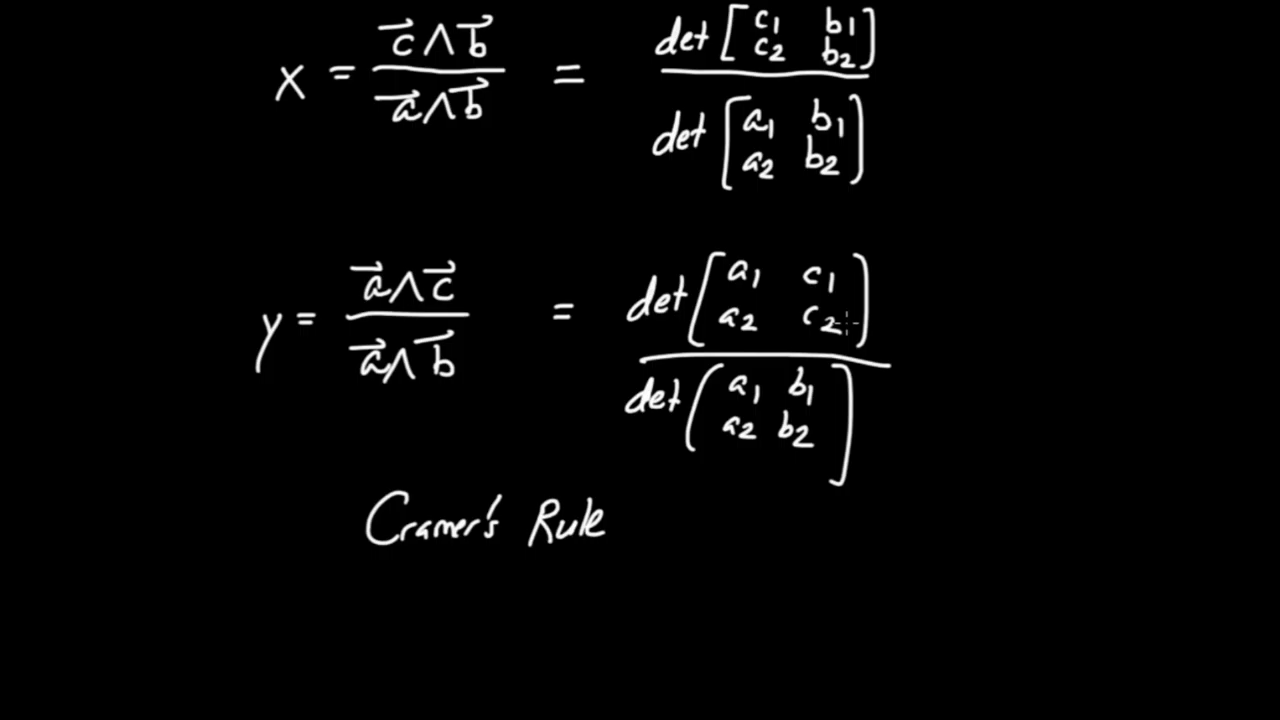 x = c⃗ ∧ b⃗ / a⃗ ∧ b⃗ = det [ c₁ b₁ ; c₂ b₂ ] / det [ a₁ b₁ ; a₂ b₂ ]
y = a⃗ ∧ c⃗ / a⃗ ∧ b⃗ = det [ a₁ c₁ ; a₂ c₂ ] / det [ a₁ b₁ ; a₂ b₂ ]
Cramer's Rule